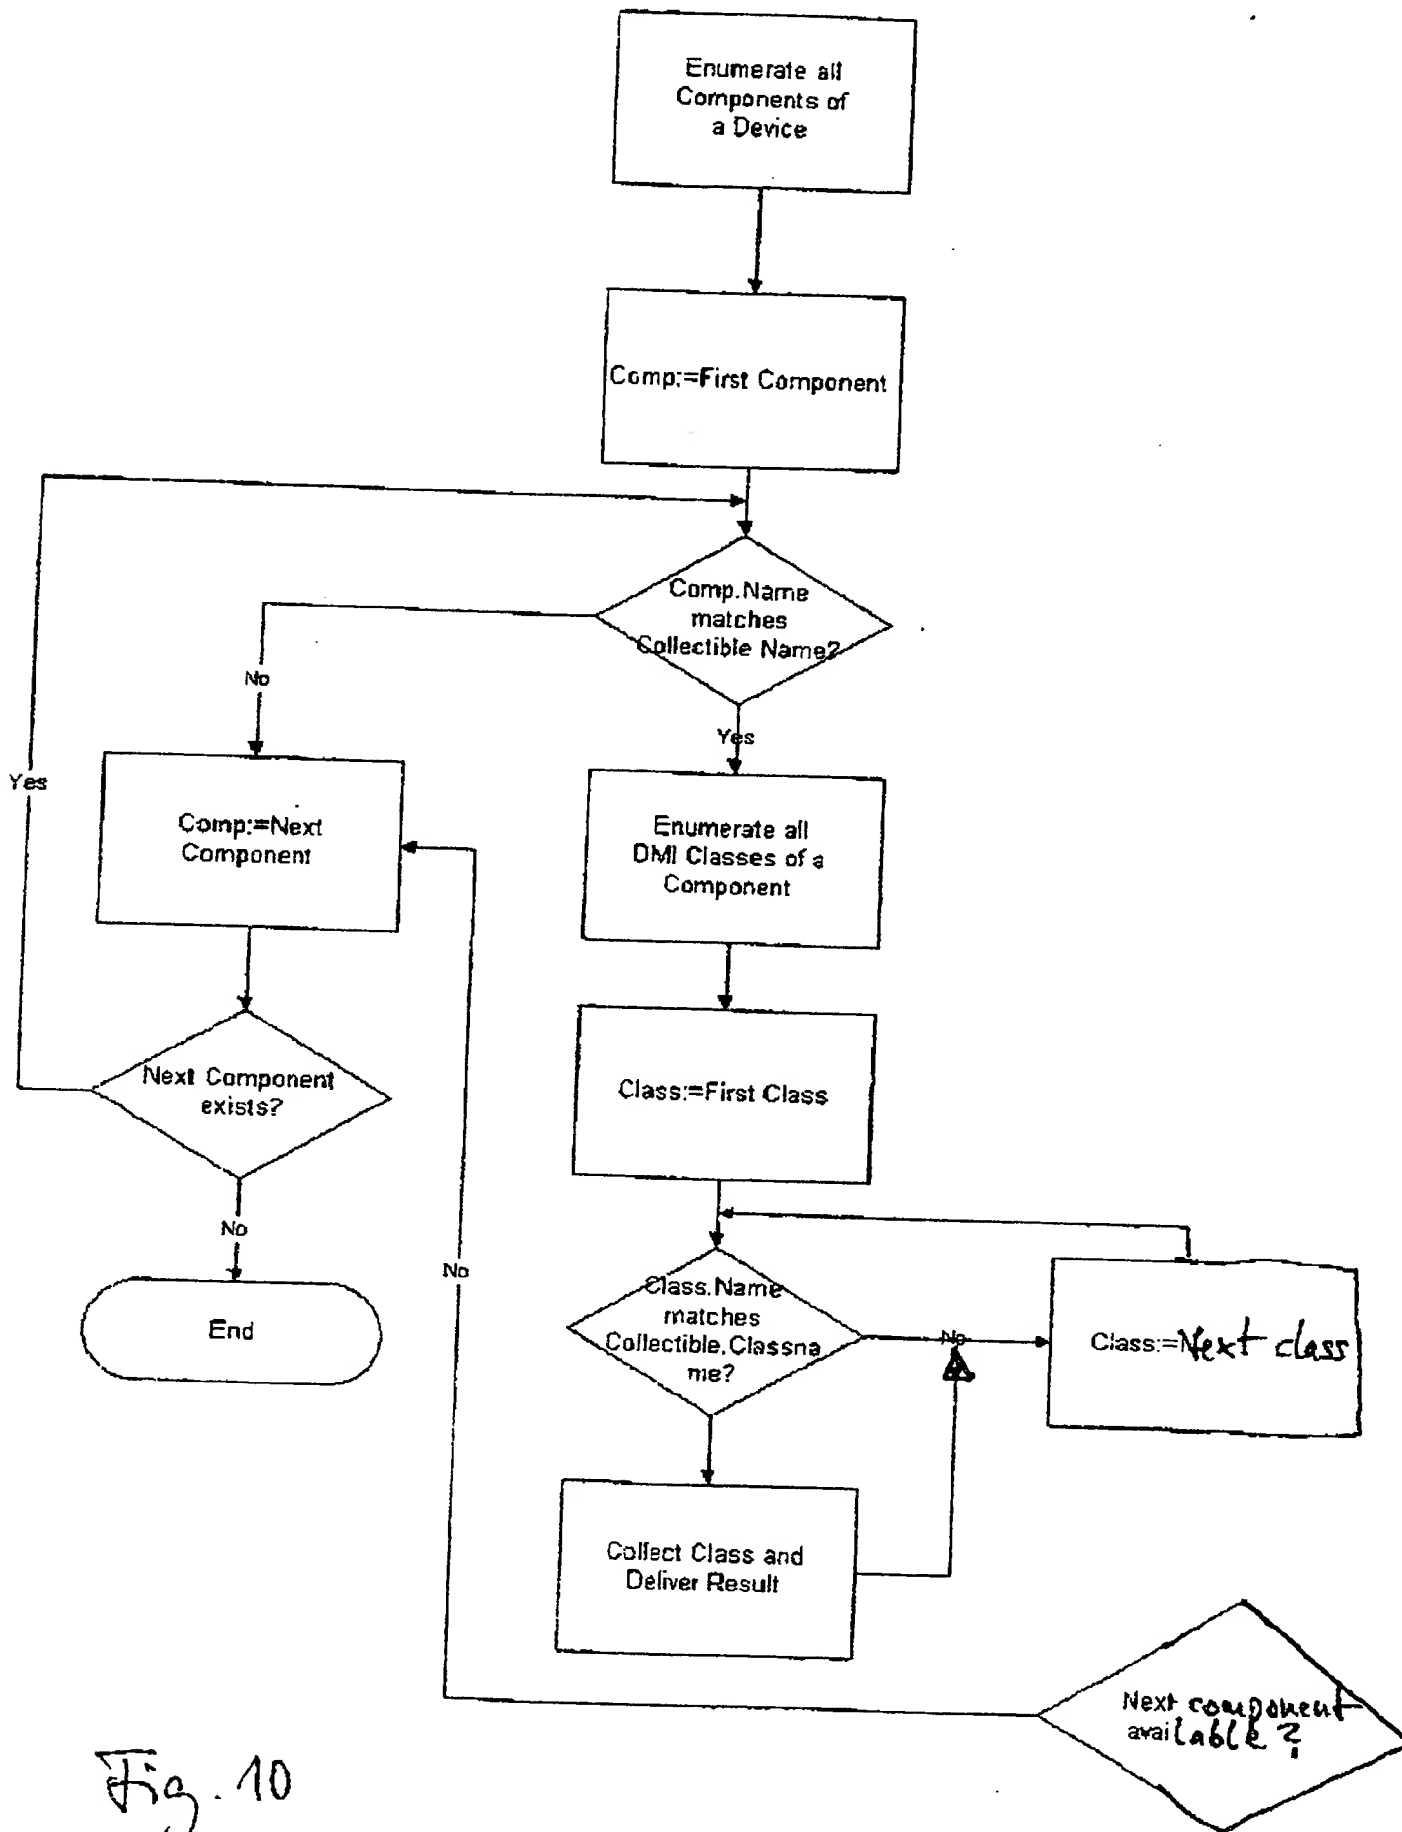 Enumerate all
Components of
a Device
Comp:=First Component
Comp.Name
matches
Collectible Name?
No
Yes
Yes
Comp:=Next
Component
Enumerate all
DMI Classes of a
Component
Next Component
exists?
Class:=First Class
No
No
End
Class.Name
matches
Collectible.Classna
me?
No
Class:=Next class
Collect Class and
Deliver Result
Next component
available?
Fig. 10